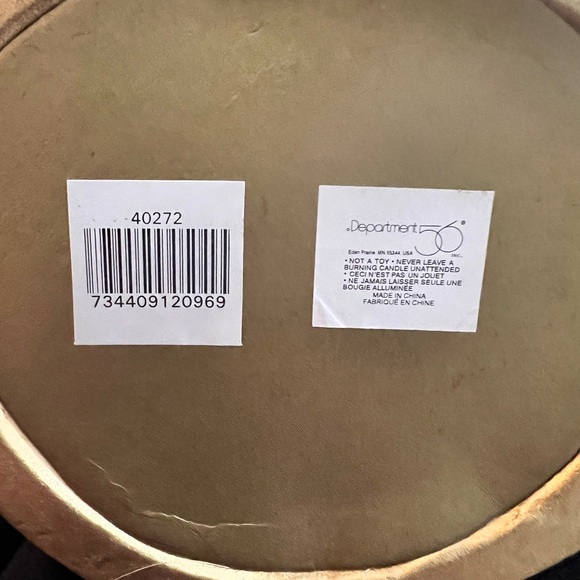 40272
734409120969
Department 56®
INC.
Eden Prairie MN 55344 USA
• NOT A TOY • NEVER LEAVE A
BURNING CANDLE UNATTENDED
• CECI N'EST PAS UN JOUET
• NE JAMAIS LAISSER SEULE UNE
BOUGIE ALLUMINÉE
MADE IN CHINA
FABRIQUÉ EN CHINE